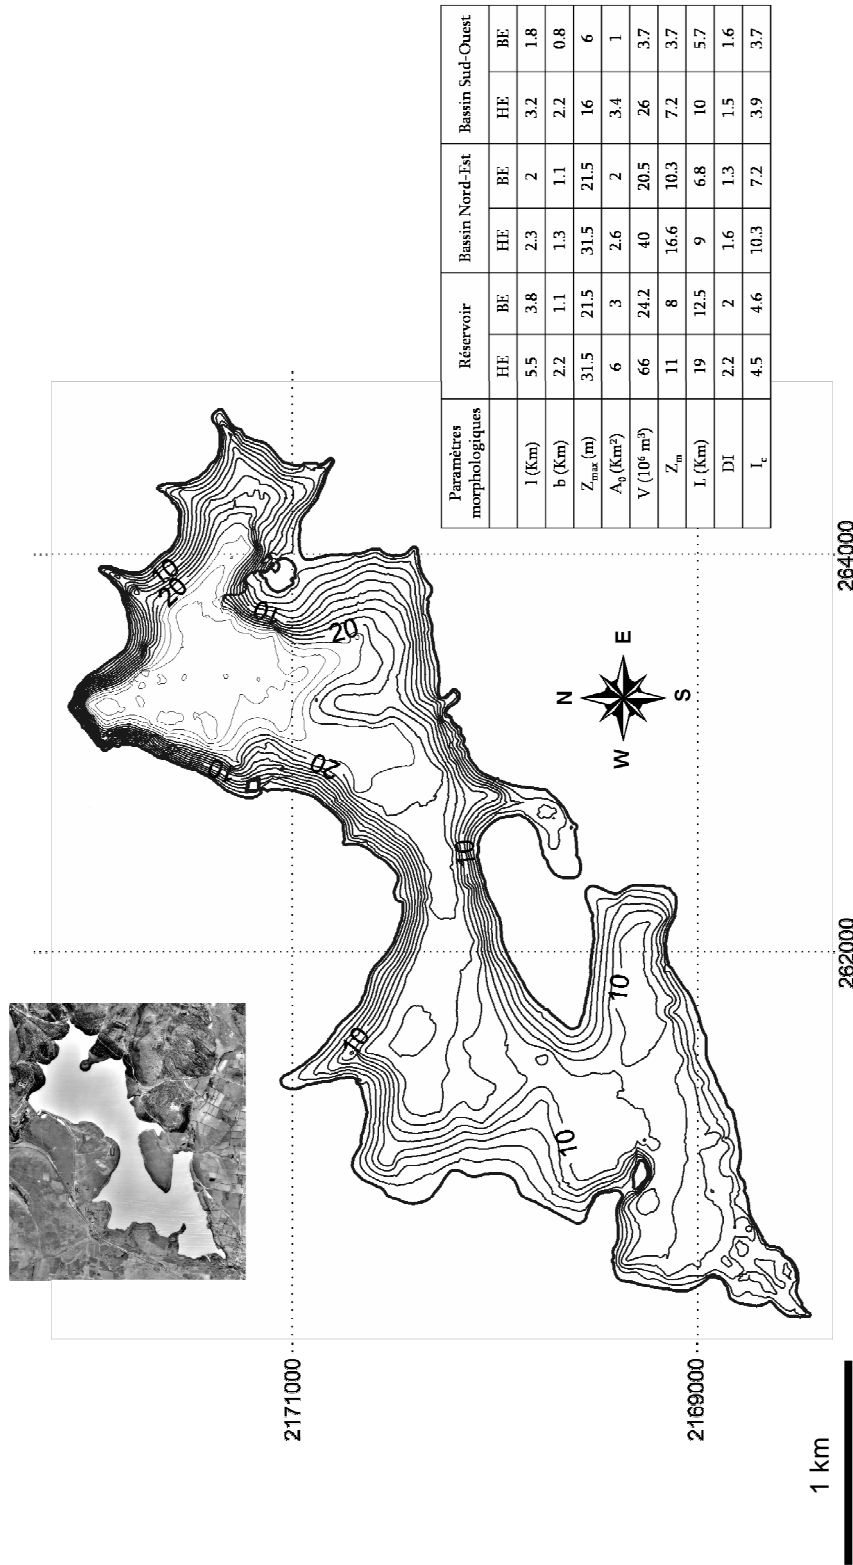 Paramètres morphologiques Réservoir Bassin Nord-Est Bassin Sud-Ouest
HE BE HE BE HE BE
l (Km) 5.5 3.8 2.3 2 3.2 1.8
b (Km) 2.2 1.1 1.3 1.1 2.2 0.8
Zmax (m) 31.5 21.5 31.5 21.5 16 6
A0 (Km²) 6 3 2.6 2 3.4 1
V (10⁶ m³) 66 24.2 40 20.5 26 3.7
Zm 11 8 16.6 10.3 7.2 3.7
L (Km) 19 12.5 9 6.8 10 5.7
DI 2.2 2 1.6 1.3 1.5 1.6
Ic 4.5 4.6 10.3 7.2 3.9 3.7
10
20
10
20
10
20
10
10
10
10
N
W E
S
2171000
2169000
262000
264000
1 km